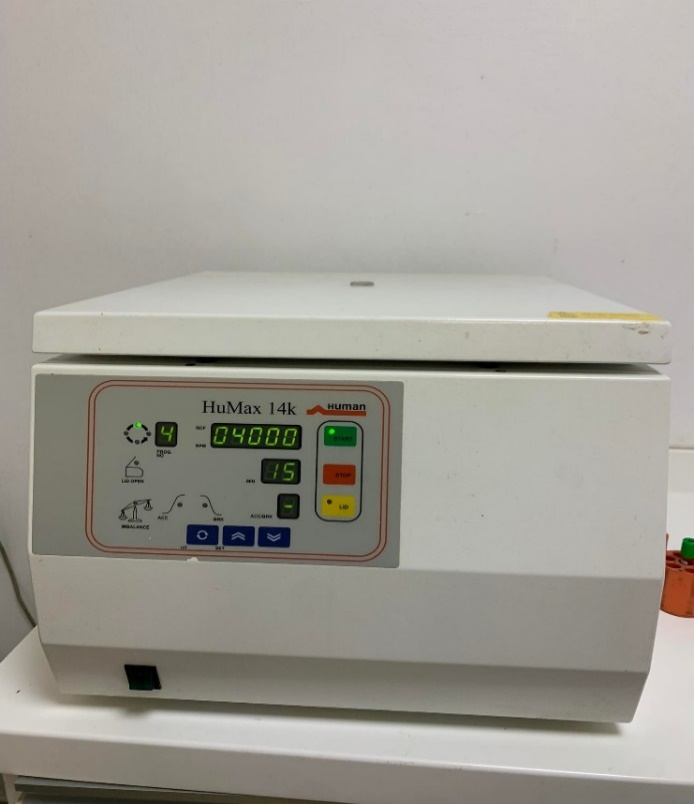 HuMax 14k
Human
4
RCF
RPM
04000
START
PROG.
NO
LID OPEN
MIN
15
STOP
ACC
BRK
ACC/BRK
-
LID
IMBALANCE
SET